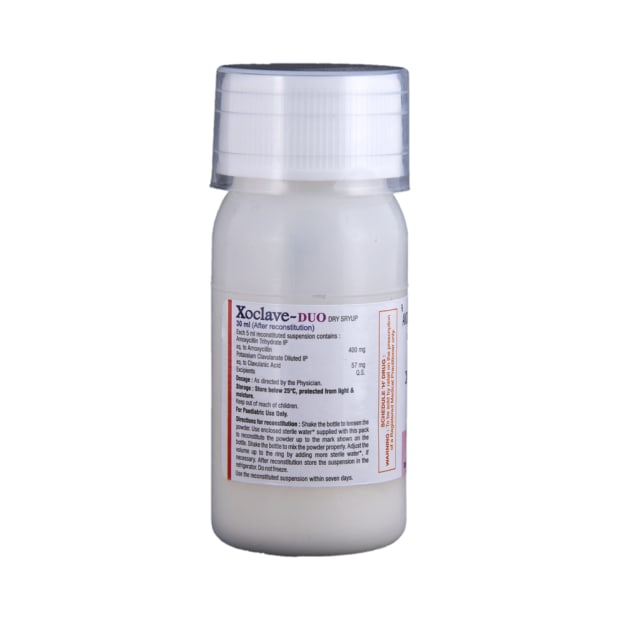 Xoclave-DUO DRY SRYUP
30 ml (After reconstitution)
Each 5 ml reconstituted suspension contains :
Amoxycillin Trihydrate IP
eq. to Amoxycillin 400 mg
Potassium Clavulanate Diluted IP
eq. to Clavulanic Acid 57 mg
Excipients Q.S.
Dosage : As directed by the Physician.
Storage : Store below 25°C, protected from light &
moisture.
Keep out of reach of children.
For Paediatric Use Only.
Directions for reconstitution : Shake the bottle to loosen the
powder. Use enclosed sterile water* supplied with this pack
to reconstitute the powder up to the mark shown on the
bottle. Shake the bottle to mix the powder properly. Adjust the
volume up to the ring by adding more sterile water*, if
necessary. After reconstitution store the suspension in the
refrigerator. Do not freeze.
Use the reconstituted suspension within seven days.
SCHEDULE 'H' DRUG :
WARNING : To be sold by retail on the prescription
of a Registered Medical Practitioner only.